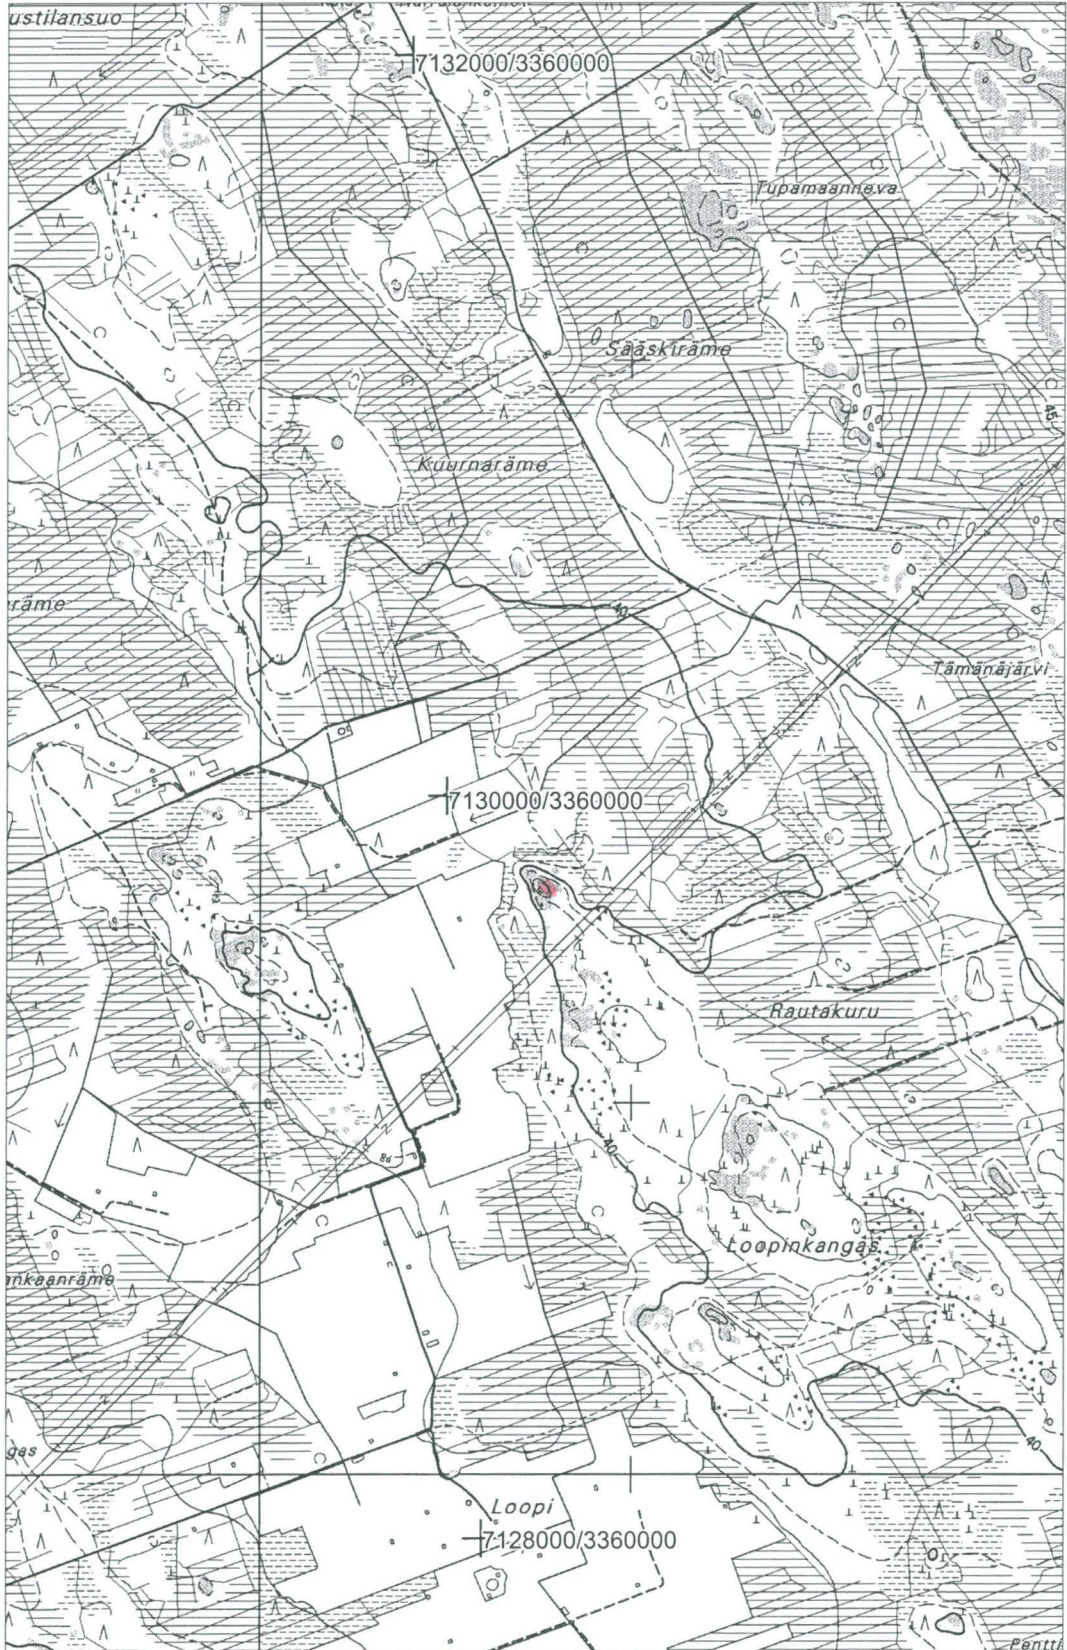 ustilansuo
7132000/3360000
Tupamaanneva
Sääskiräme
45
Kuurnaräme
räme
40
Tämänäjärvi
7130000/3360000
Rautakuru
40
Loopinkangas
ankaanräme
gas
40
Loopi
7128000/3360000
Pentti